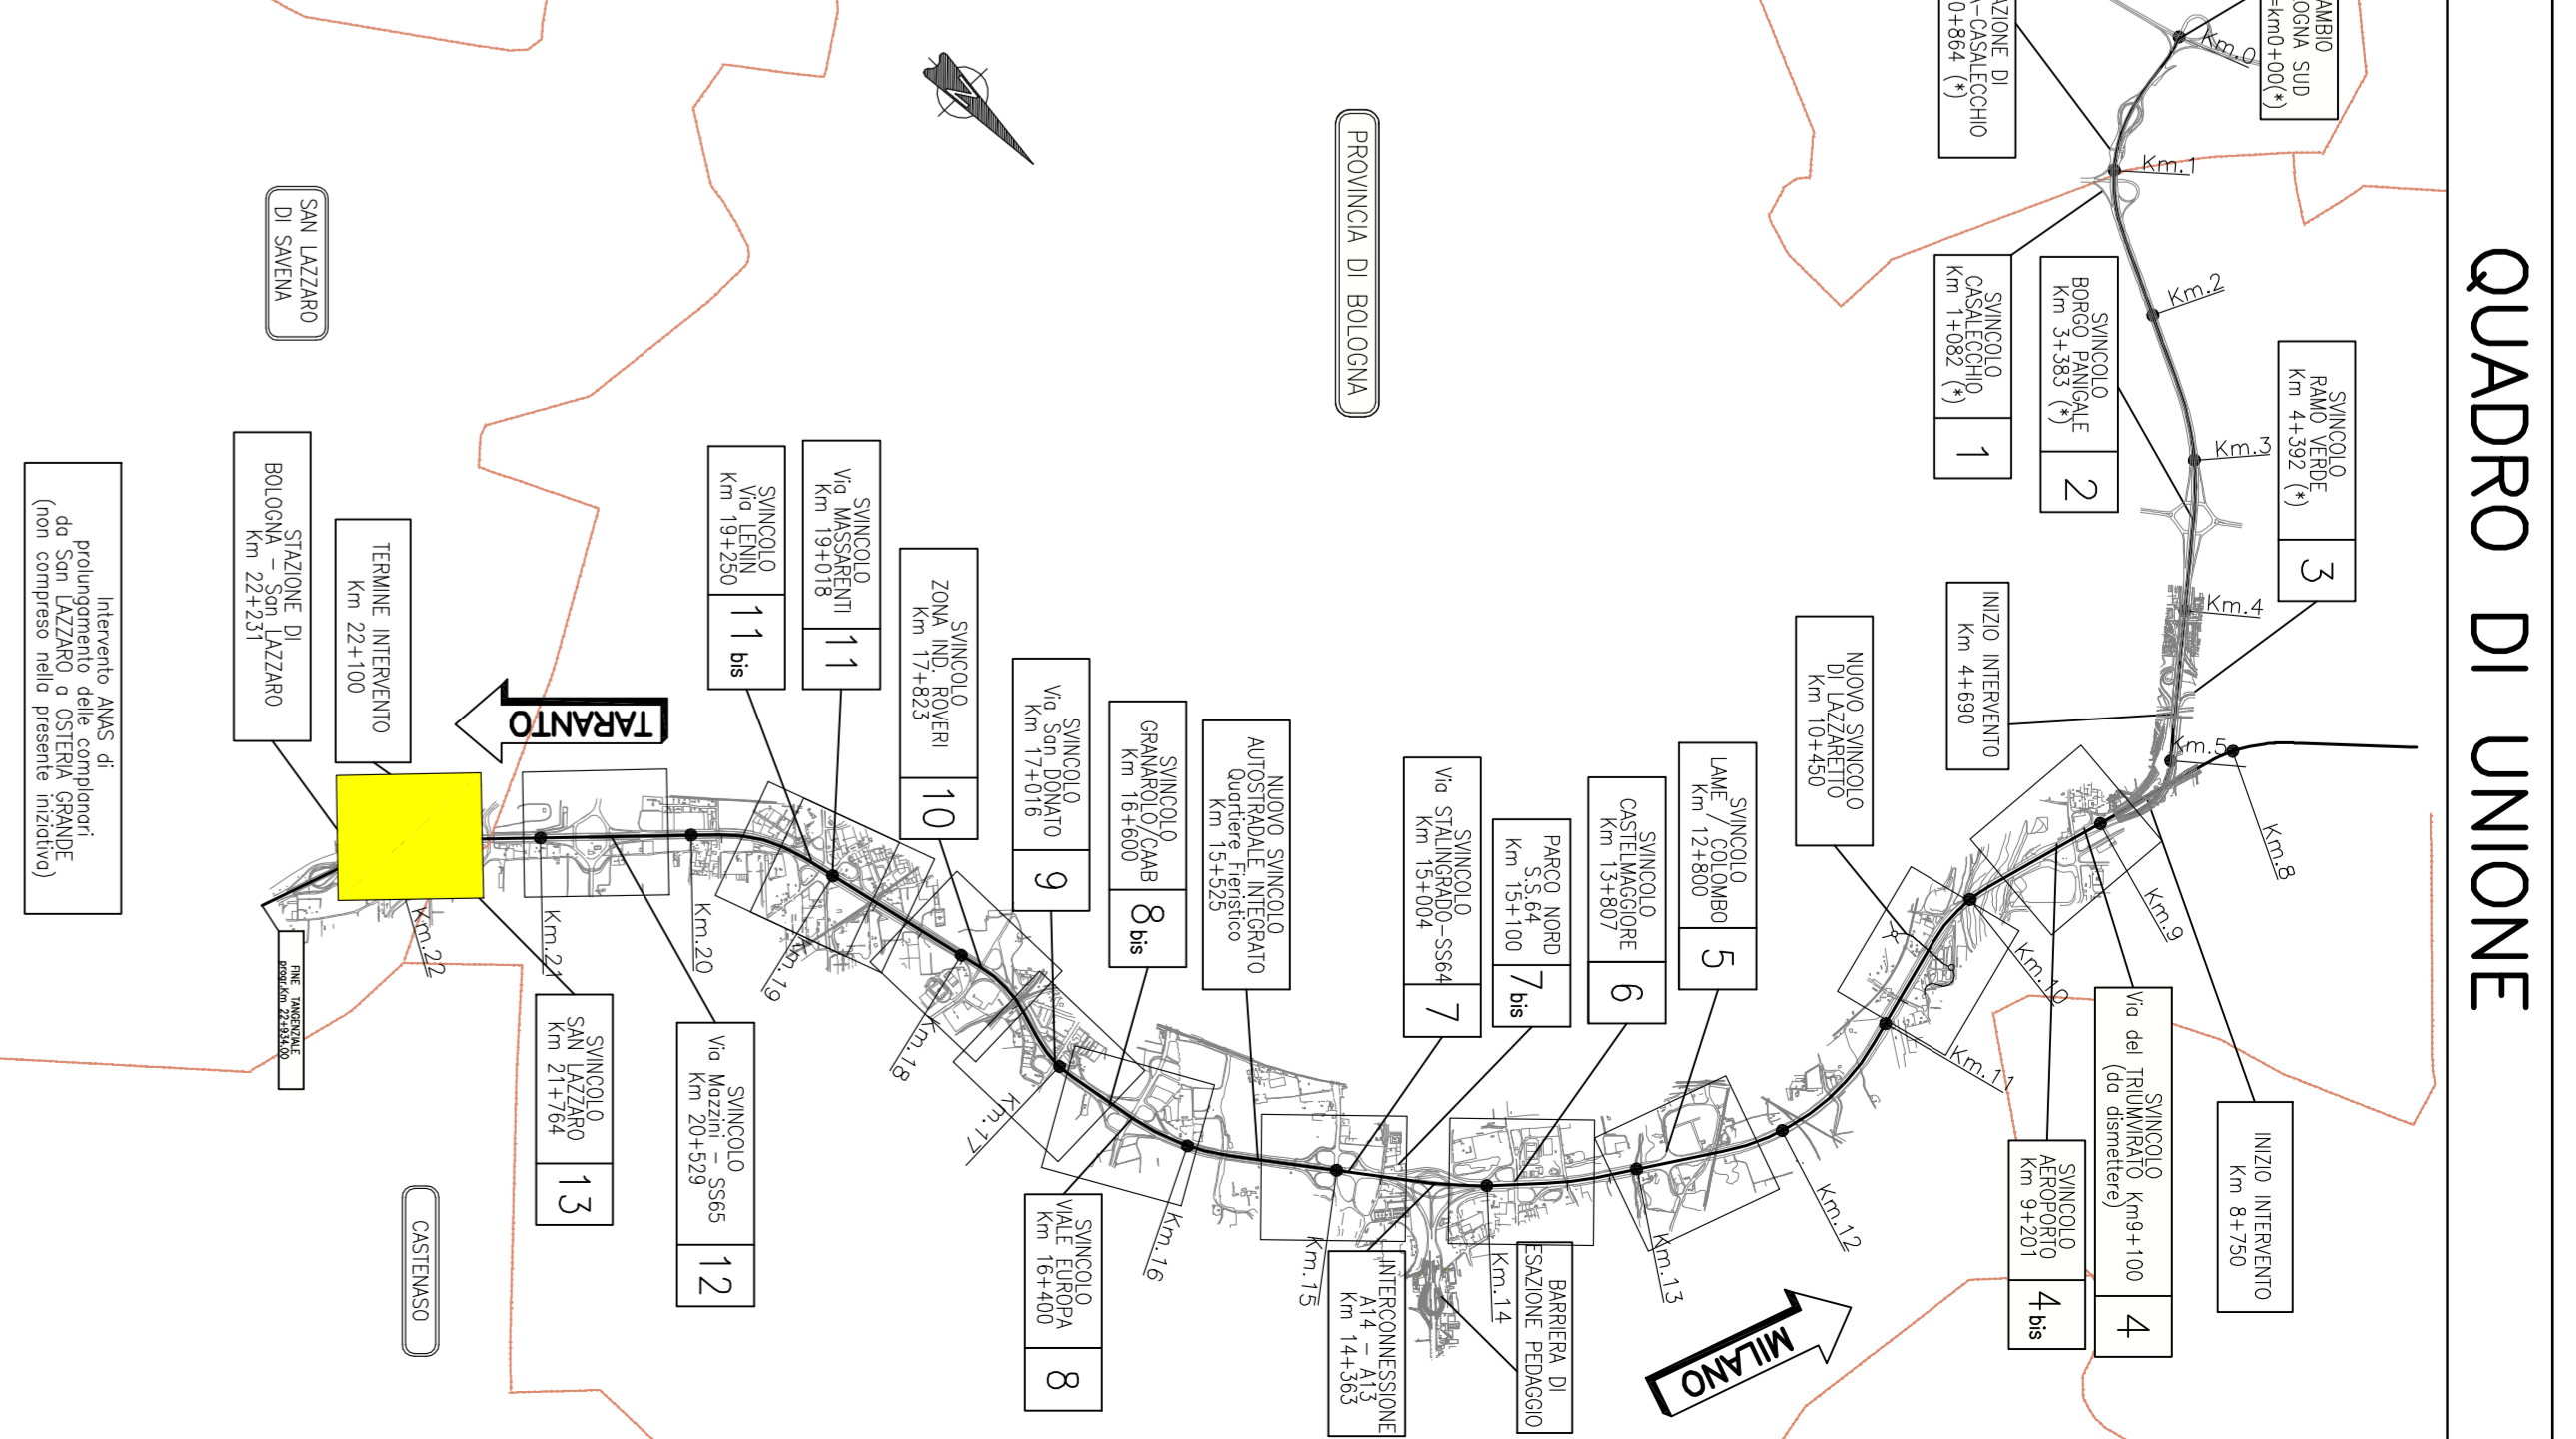 QUADRO DI UNIONE
SUD
=km0+00(*)
DI
CASALECCHIO
0+864 (*)
Km.0
Km.1
Km.2
Km.3
Km.4
Km.5
Km.8
Km.9
Km.10
Km.11
Km.12
Km.13
Km.14
Km.15
Km.16
Km.17
Km.18
Km.19
Km.20
Km.21
Km.22
PROVINCIA DI BOLOGNA
SAN LAZZARO
DI SAVENA
CASTENASO
N
SVINCOLO
CASALECCHIO
Km 1+082 (*)
1
SVINCOLO
BORGO PANIGALE
Km 3+383 (*)
2
SVINCOLO
RAMO VERDE
Km 4+392 (*)
3
INIZIO INTERVENTO
Km 4+690
INIZIO INTERVENTO
Km 8+750
SVINCOLO
Via del TRIUMVIRATO Km9+100
(da dismettere)
4
SVINCOLO
AEROPORTO
Km 9+201
4 bis
NUOVO SVINCOLO
DI LAZZARETTO
Km 10+450
MILANO
SVINCOLO
LAME / COLOMBO
Km 12+800
5
SVINCOLO
CASTELMAGGIORE
Km 13+807
6
BARRIERA DI
ESAZIONE PEDAGGIO
INTERCONNESSIONE
A14 – A13
Km 14+363
PARCO NORD
S.S.64
Km 15+100
7 bis
SVINCOLO
Via STALINGRADO–SS64
Km 15+004
7
NUOVO SVINCOLO
AUTOSTRADALE INTEGRATO
Quartiere Fieristico
Km 15+525
SVINCOLO
VIALE EUROPA
Km 16+400
8
SVINCOLO
GRANAROLO/CAAB
Km 16+600
8 bis
SVINCOLO
Via San DONATO
Km 17+016
9
SVINCOLO
ZONA IND. ROVERI
Km 17+823
10
SVINCOLO
Via MASSARENTI
Km 19+018
11
SVINCOLO
Via LENIN
Km 19+250
11 bis
SVINCOLO
Via Mazzini – SS65
Km 20+529
12
SVINCOLO
SAN LAZZARO
Km 21+764
13
TARANTO
TERMINE INTERVENTO
Km 22+100
STAZIONE DI
BOLOGNA – San LAZZARO
Km 22+231
FINE TANGENZIALE
progr.Km 22+934.00
Intervento ANAS di
prolungamento delle complanari
da San LAZZARO a OSTERIA GRANDE
(non compreso nella presente iniziativa)